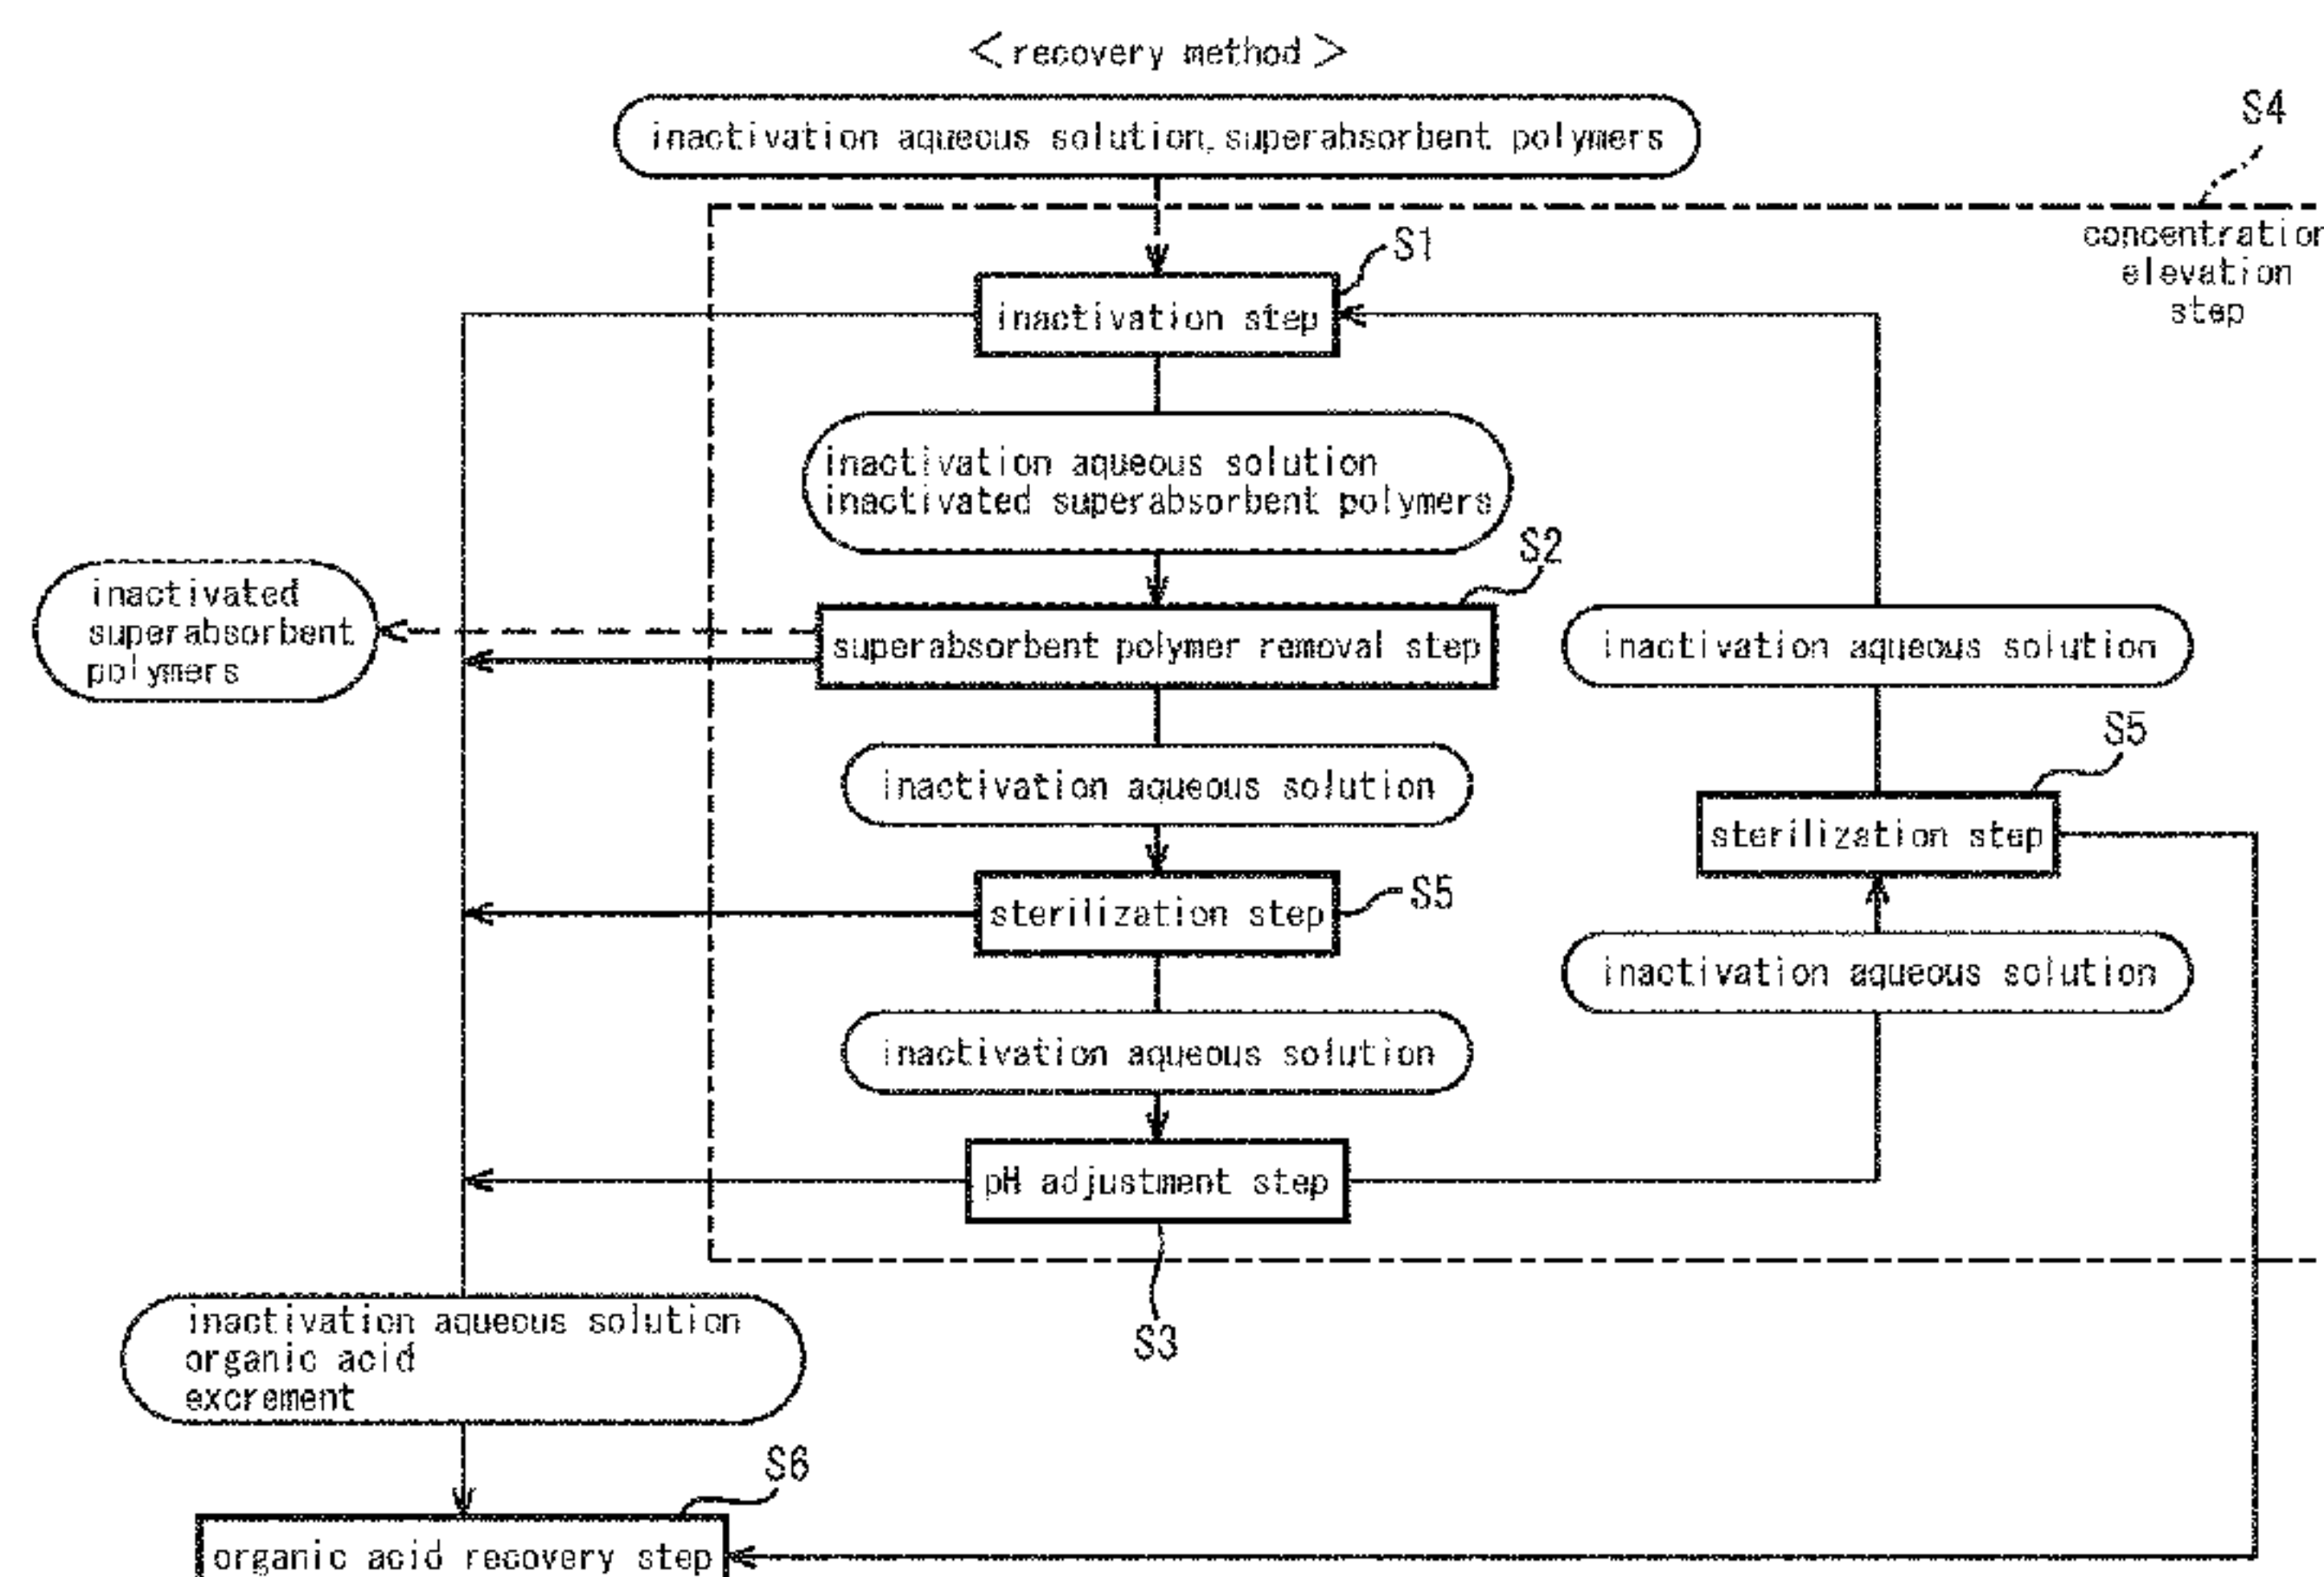 <recovery method>
inactivation aqueous solution, superabsorbent polymers
S4
concentration
elevation
step
S1
inactivation step
inactivation aqueous solution
inactivated superabsorbent polymers
S2
inactivated
superabsorbent
polymers
superabsorbent polymer removal step
inactivation aqueous solution
S5
inactivation aqueous solution
sterilization step
S5
sterilization step
inactivation aqueous solution
inactivation aqueous solution
pH adjustment step
S3
inactivation aqueous solution
organic acid
excrement
S6
organic acid recovery step